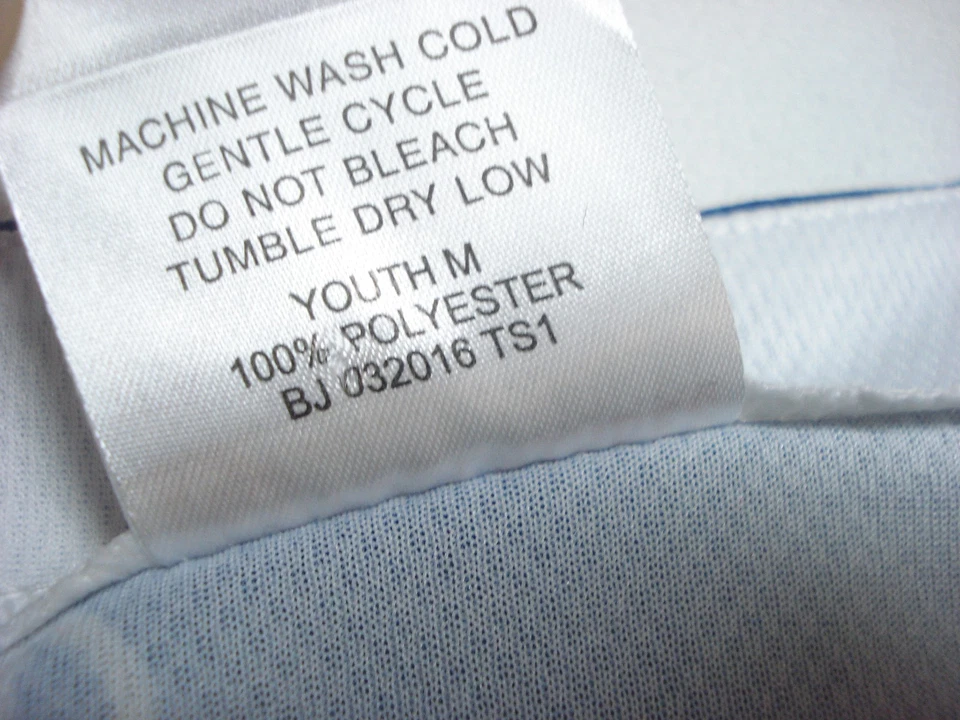 MACHINE WASH COLD
GENTLE CYCLE
DO NOT BLEACH
TUMBLE DRY LOW
YOUTH M
100% POLYESTER
BJ 032016 TS1